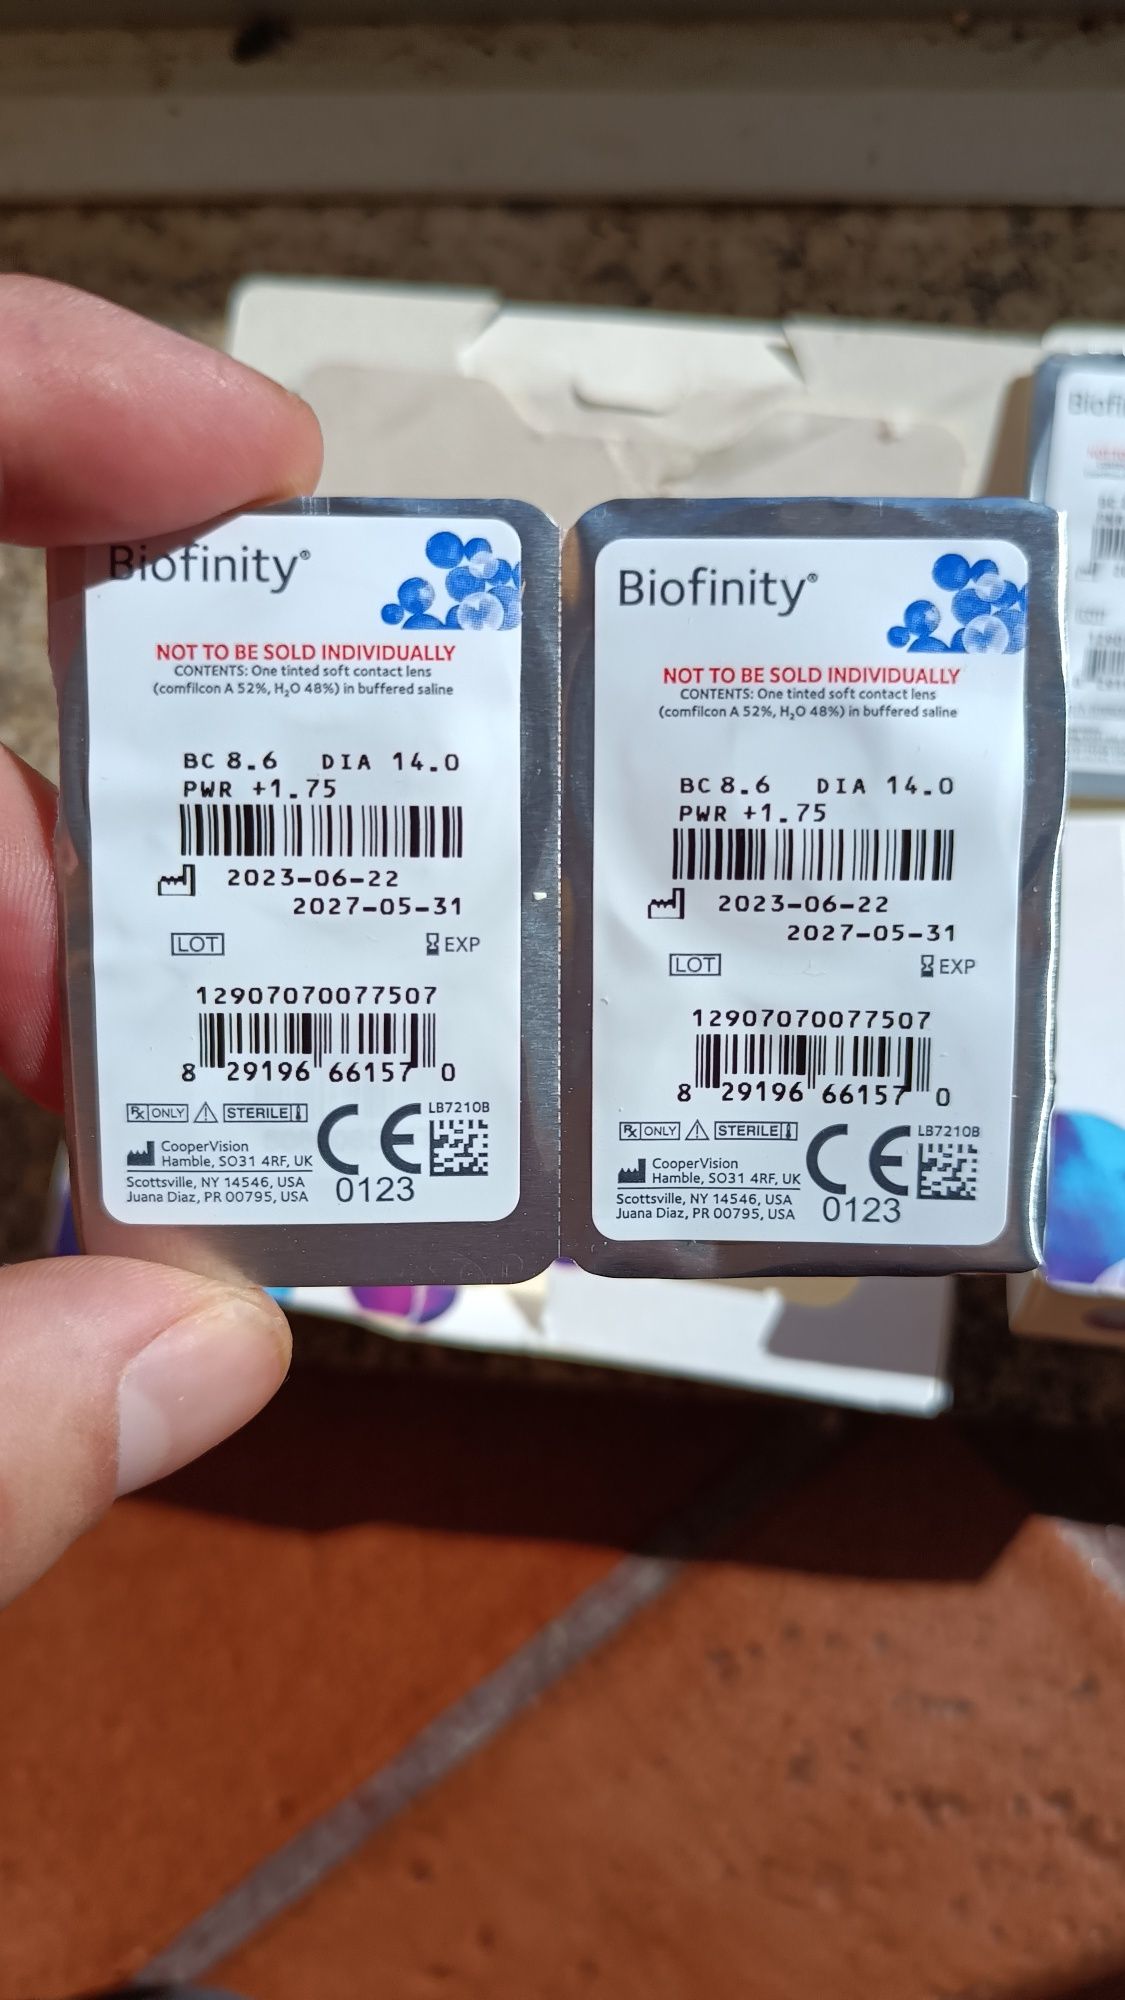 Biofinity®
NOT TO BE SOLD INDIVIDUALLY
CONTENTS: One tinted soft contact lens
(comfilcon A 52%, H₂O 48%) in buffered saline
BC 8.6 DIA 14.0
PWR +1.75
2023-06-22
2027-05-31
LOT EXP
12907070077507
8 29196 66157 0
Rx ONLY STERILE LB7210B
CooperVision
Hamble, SO31 4RF, UK
Scottsville, NY 14546, USA
Juana Diaz, PR 00795, USA
CE 0123
Biofinity®
NOT TO BE SOLD INDIVIDUALLY
CONTENTS: One tinted soft contact lens
(comfilcon A 52%, H₂O 48%) in buffered saline
BC 8.6 DIA 14.0
PWR +1.75
2023-06-22
2027-05-31
LOT EXP
12907070077507
8 29196 66157 0
Rx ONLY STERILE LB7210B
CooperVision
Hamble, SO31 4RF, UK
Scottsville, NY 14546, USA
Juana Diaz, PR 00795, USA
CE 0123